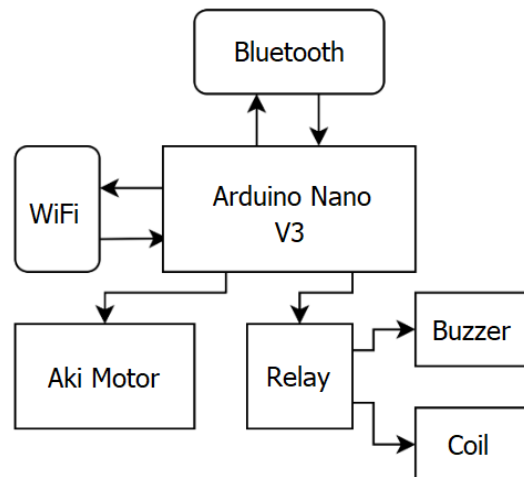 Bluetooth
Arduino Nano
V3
WiFi
Aki Motor
Relay
Buzzer
Coil